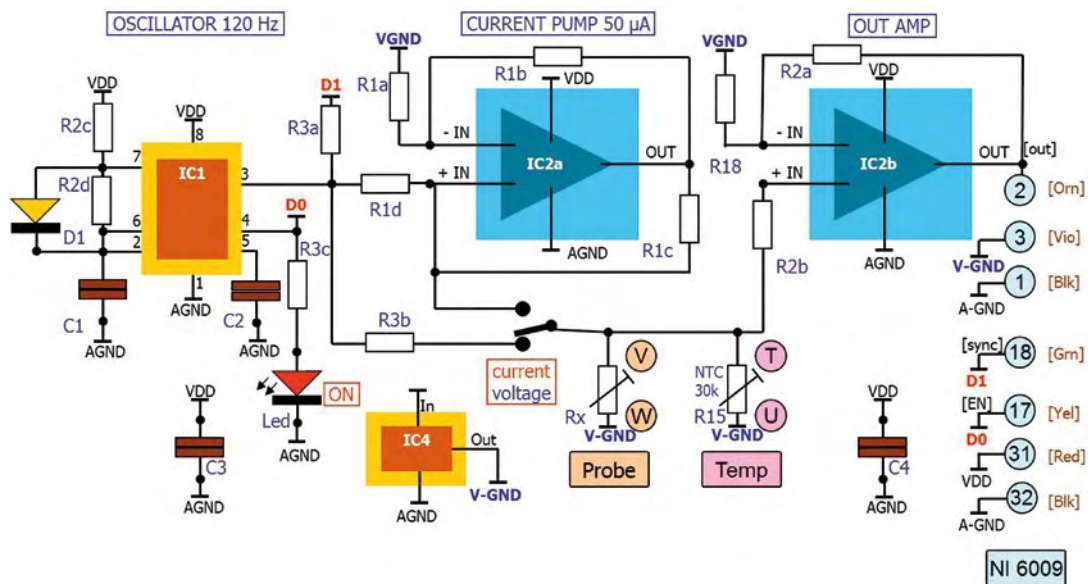 OSCILLATOR 120 Hz
CURRENT PUMP 50 µA
OUT AMP
VGND
R1a
R1b
VDD
VGND
R2a
VDD
VDD
R2c
VDD
8
D1
R3a
- IN
IC2a
OUT
+ IN
R18
- IN
IC2b
OUT
[out]
+ IN
7
IC1
3
R2d
R1d
D0
6
4
2
5
D1
R3c
AGND
R1c
R2b
AGND
2
[Orn]
3
[Vio]
V-GND
1
[Blk]
A-GND
1
AGND
C1
AGND
C2
AGND
R3b
current
voltage
V
W
Rx
V-GND
Probe
NTC
30k
R15
T
U
V-GND
Temp
[sync]
18
[Grn]
D1
[EN]
17
[Yel]
D0
31
[Red]
VDD
32
[Blk]
A-GND
NI 6009
ON
Led
AGND
VDD
C3
AGND
In
IC4
Out
V-GND
AGND
VDD
C4
AGND